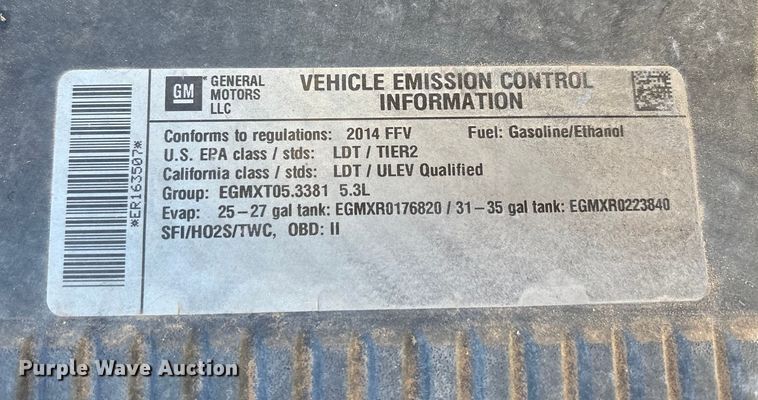 GM
GENERAL
MOTORS
LLC
VEHICLE EMISSION CONTROL
INFORMATION
*ER163507*
Conforms to regulations: 2014 FFV Fuel: Gasoline/Ethanol
U.S. EPA class / stds: LDT / TIER2
California class / stds: LDT / ULEV Qualified
Group: EGMXT05.3381 5.3L
Evap: 25-27 gal tank: EGMXR0176820 / 31-35 gal tank: EGMXR0223840
SFI/HO2S/TWC, OBD: II
Purple Wave Auction